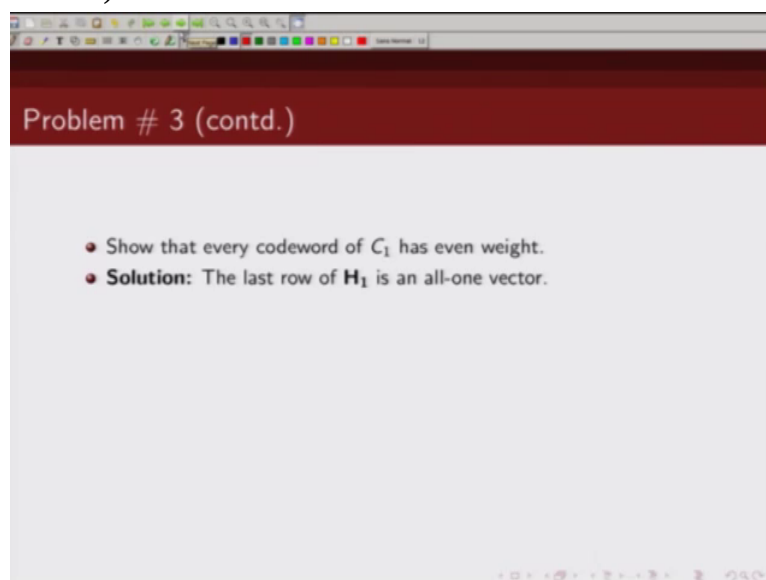 Problem # 3 (contd.)
Show that every codeword of C₁ has even weight.
Solution: The last row of H₁ is an all-one vector.